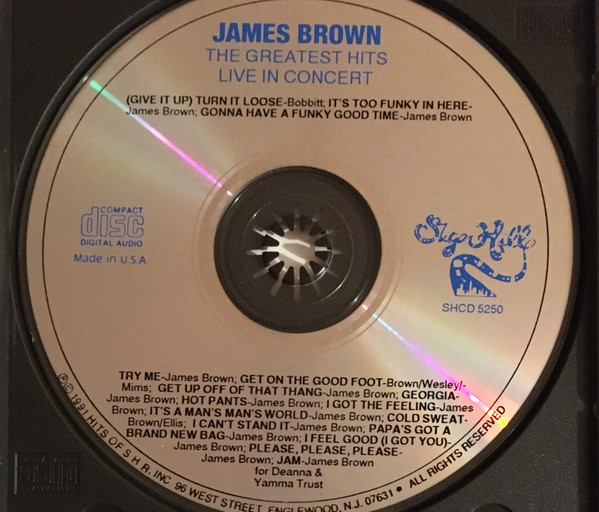 JAMES BROWN
THE GREATEST HITS
LIVE IN CONCERT
(GIVE IT UP) TURN IT LOOSE-Bobbitt; IT'S TOO FUNKY IN HERE-
James Brown; GONNA HAVE A FUNKY GOOD TIME-James Brown
COMPACT
disc
DIGITAL AUDIO
Made in U.S.A.
Sky Hille
SHCD 5250
TRY ME-James Brown; GET ON THE GOOD FOOT-Brown/Wesley/-
Mims; GET UP OFF OF THAT THANG-James Brown; GEORGIA-
James Brown; HOT PANTS-James Brown; I GOT THE FEELING-James
Brown; IT'S A MAN'S MAN'S WORLD-James Brown; COLD SWEAT-
Brown/Ellis; I CAN'T STAND IT-James Brown; PAPA'S GOT A
BRAND NEW BAG-James Brown; I FEEL GOOD (I GOT YOU)-
James Brown; PLEASE, PLEASE, PLEASE-
James Brown; JAM-James Brown
for Deanna &
Yamma Trust
℗©1991 HITS OF S H R, INC 96 WEST STREET, ENGLEWOOD, N.J. 07631 • ALL RIGHTS RESERVED